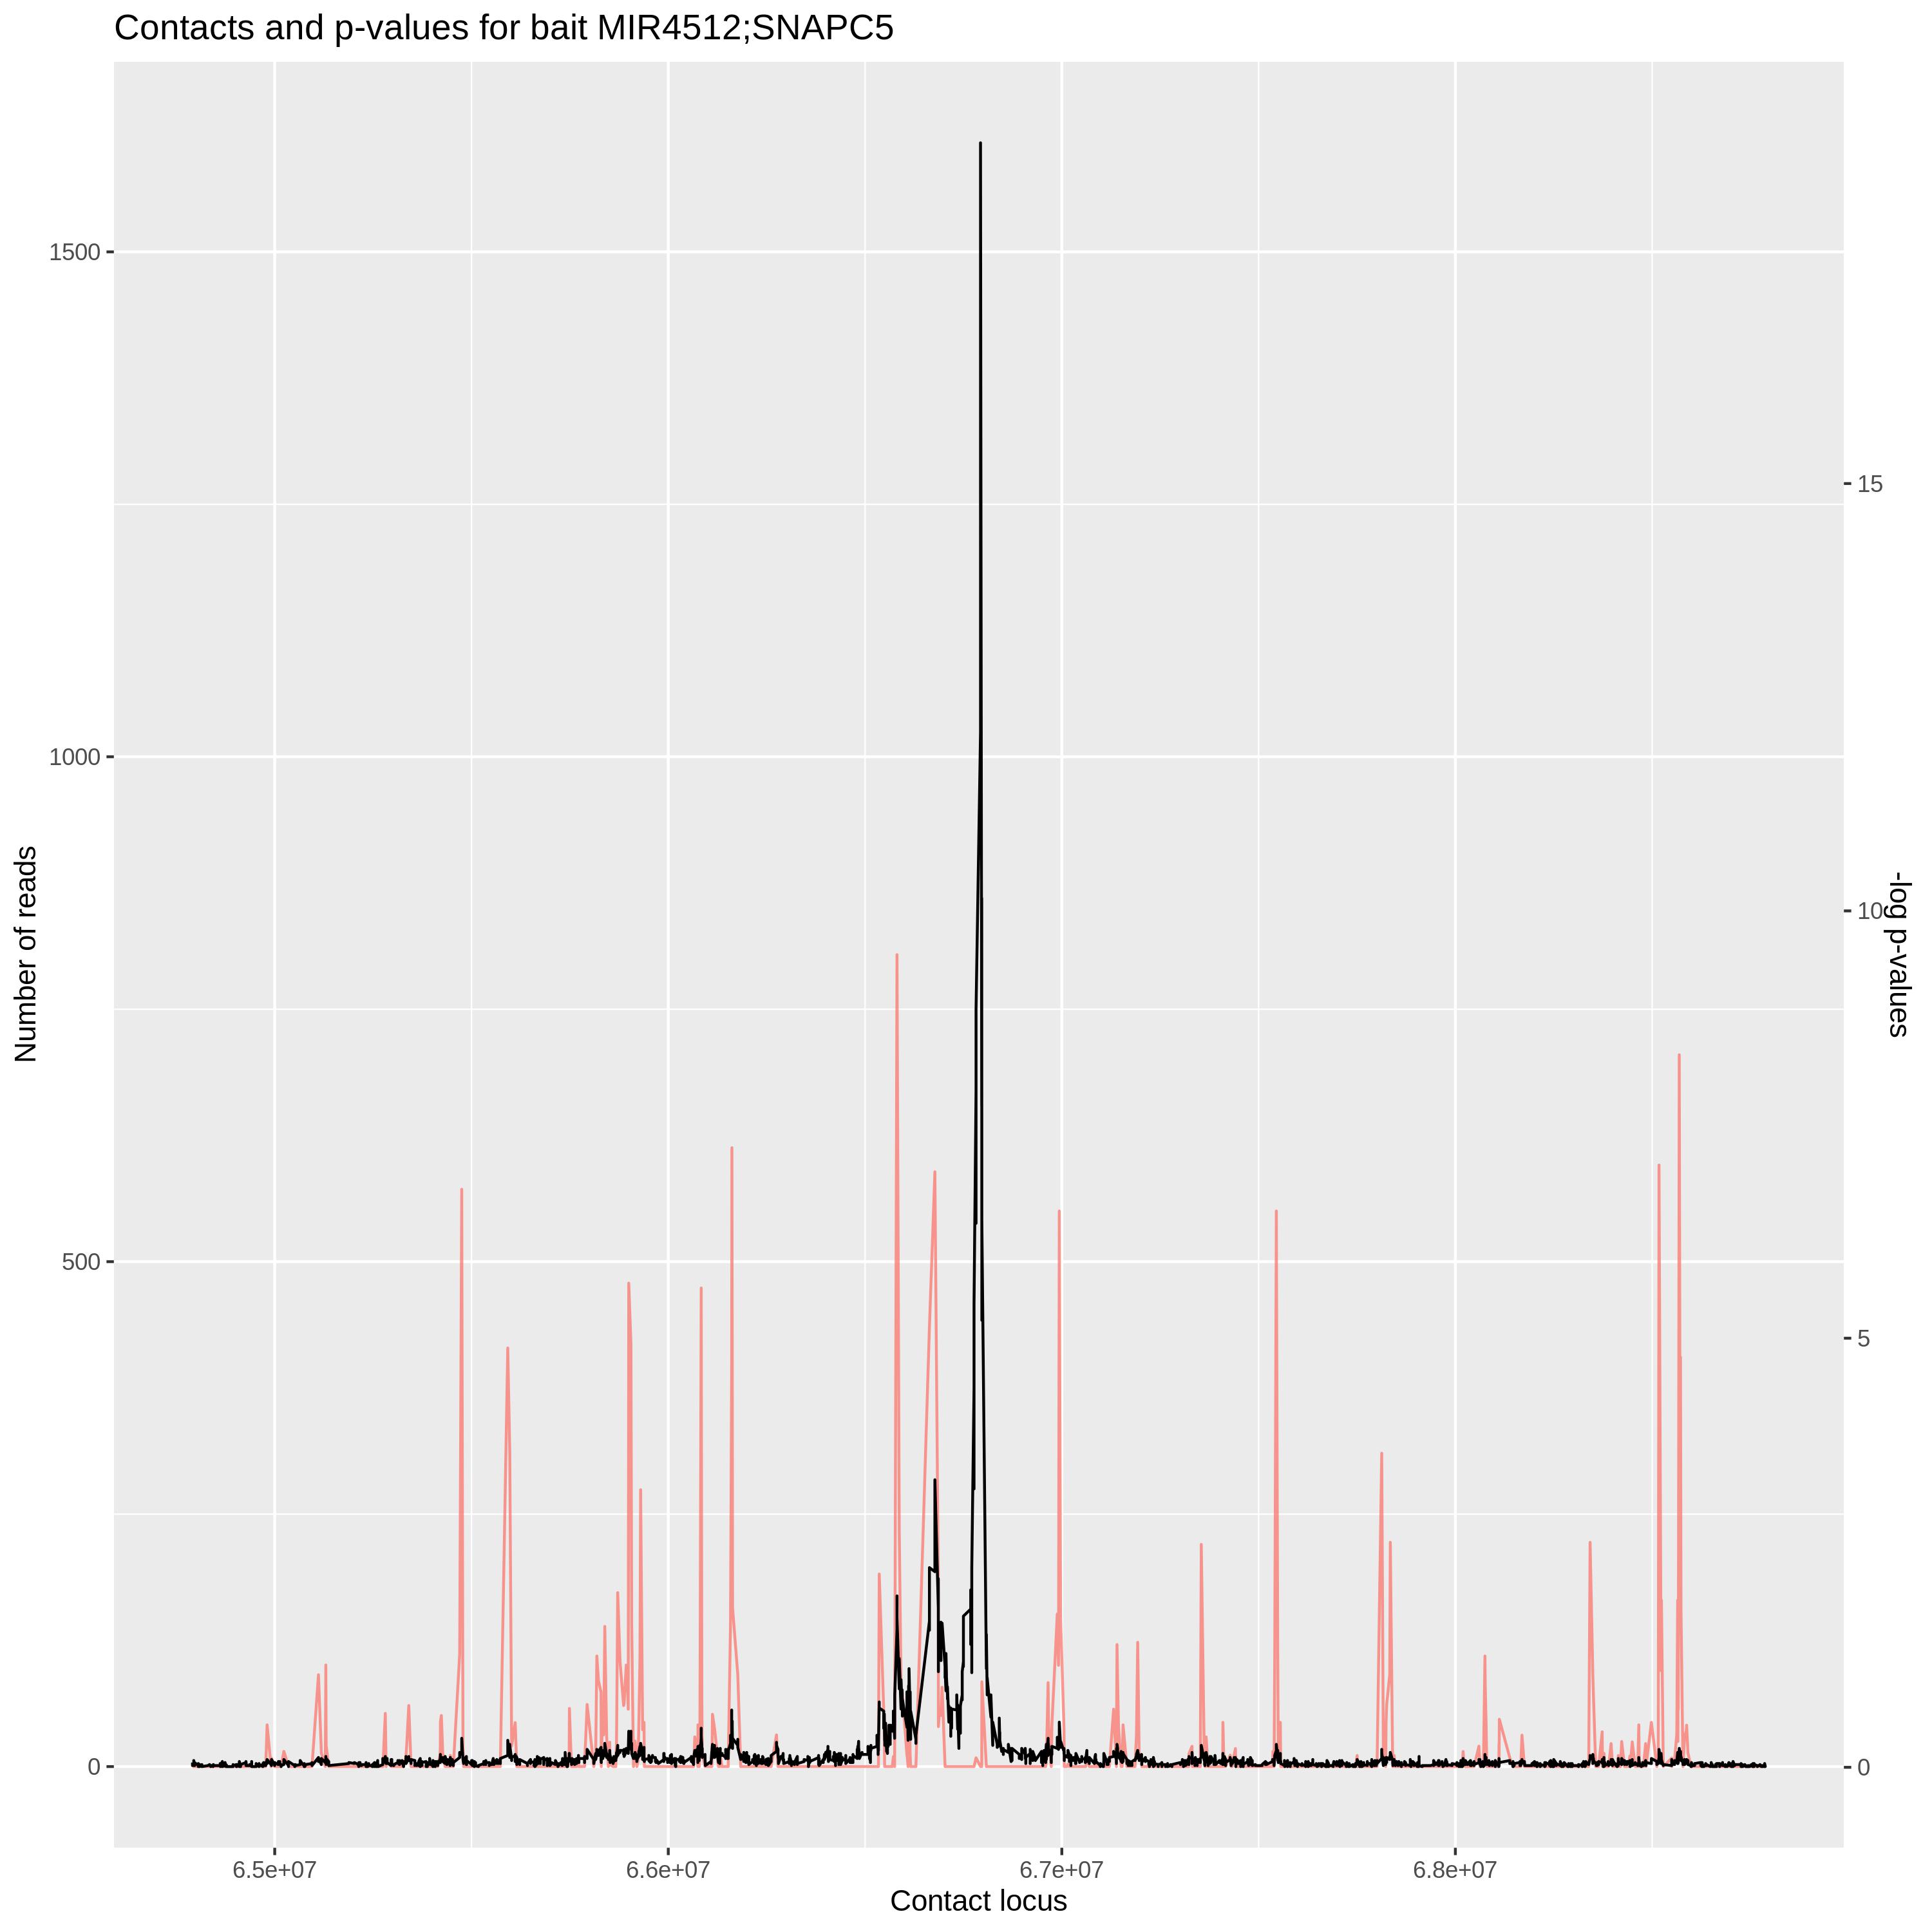 Contacts and p-values for bait MIR4512;SNAPC5
Number of reads
1500
1000
500
0
15
10
5
0
-log p-values
6.5e+07 6.6e+07 6.7e+07 6.8e+07
Contact locus